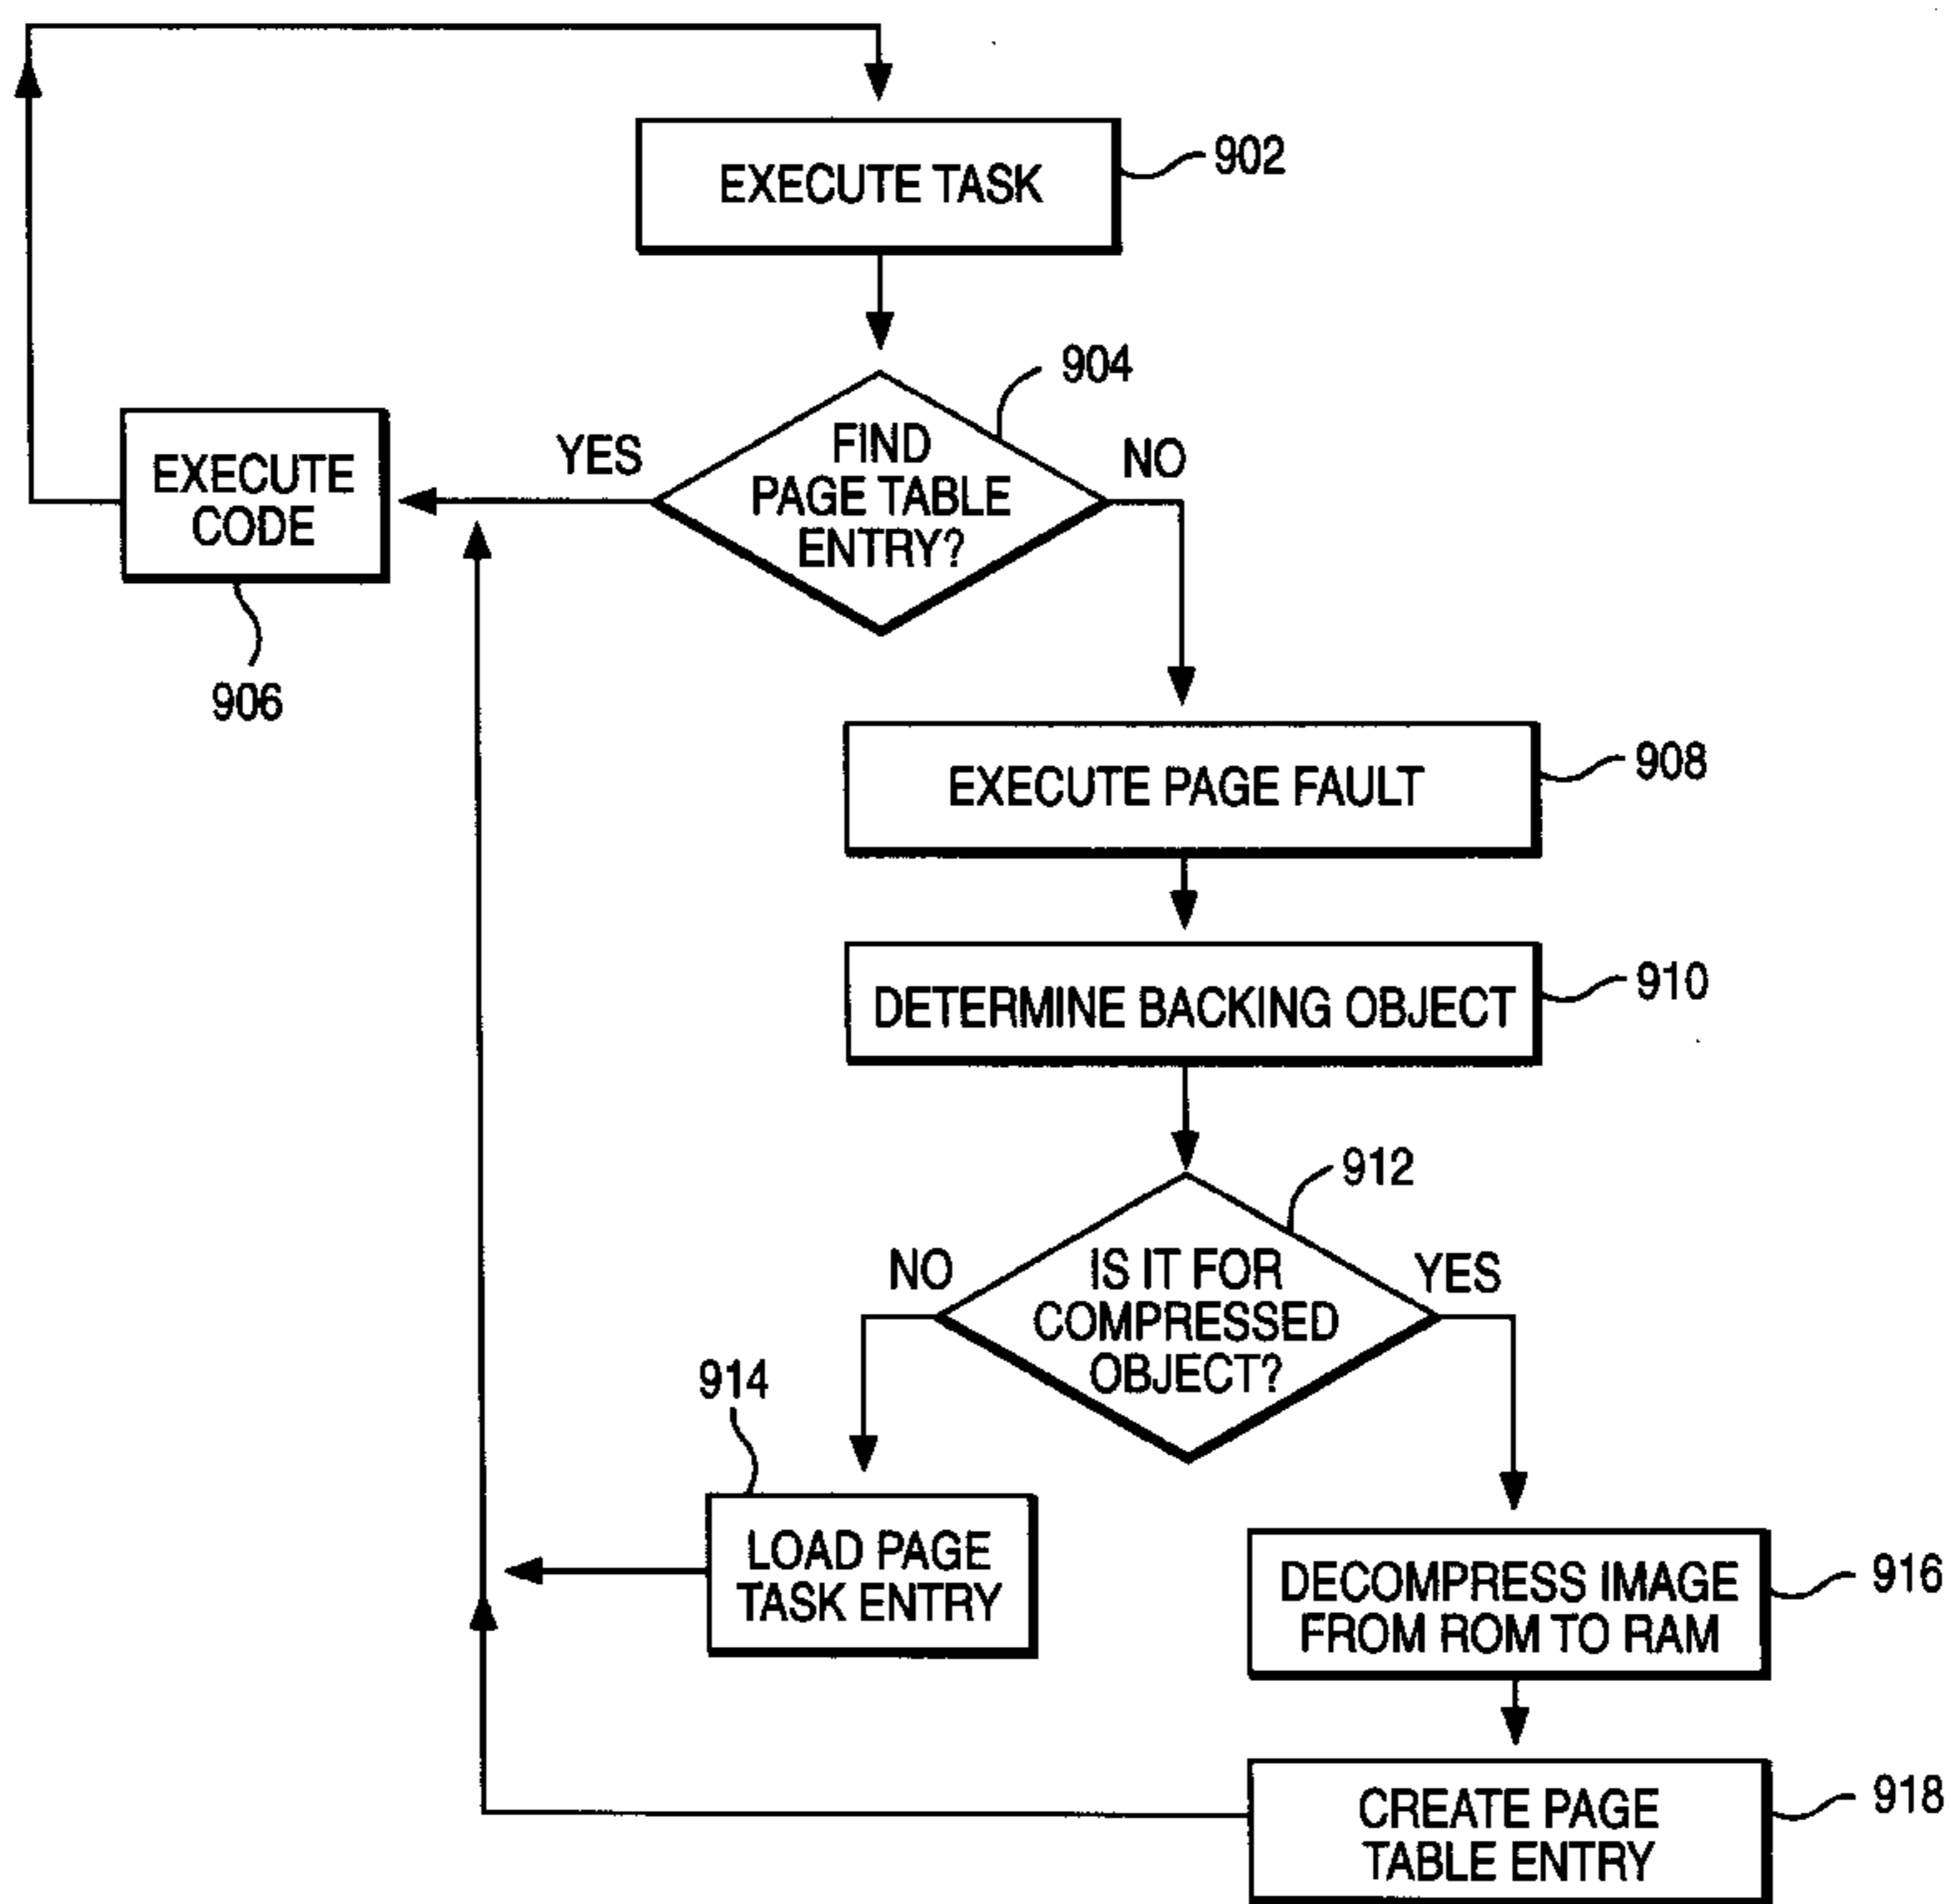 EXECUTE TASK
902
904
FIND
PAGE TABLE
ENTRY?
YES
NO
EXECUTE
CODE
906
EXECUTE PAGE FAULT
908
DETERMINE BACKING OBJECT
910
912
IS IT FOR
COMPRESSED
OBJECT?
NO
YES
914
LOAD PAGE
TASK ENTRY
DECOMPRESS IMAGE
FROM ROM TO RAM
916
CREATE PAGE
TABLE ENTRY
918